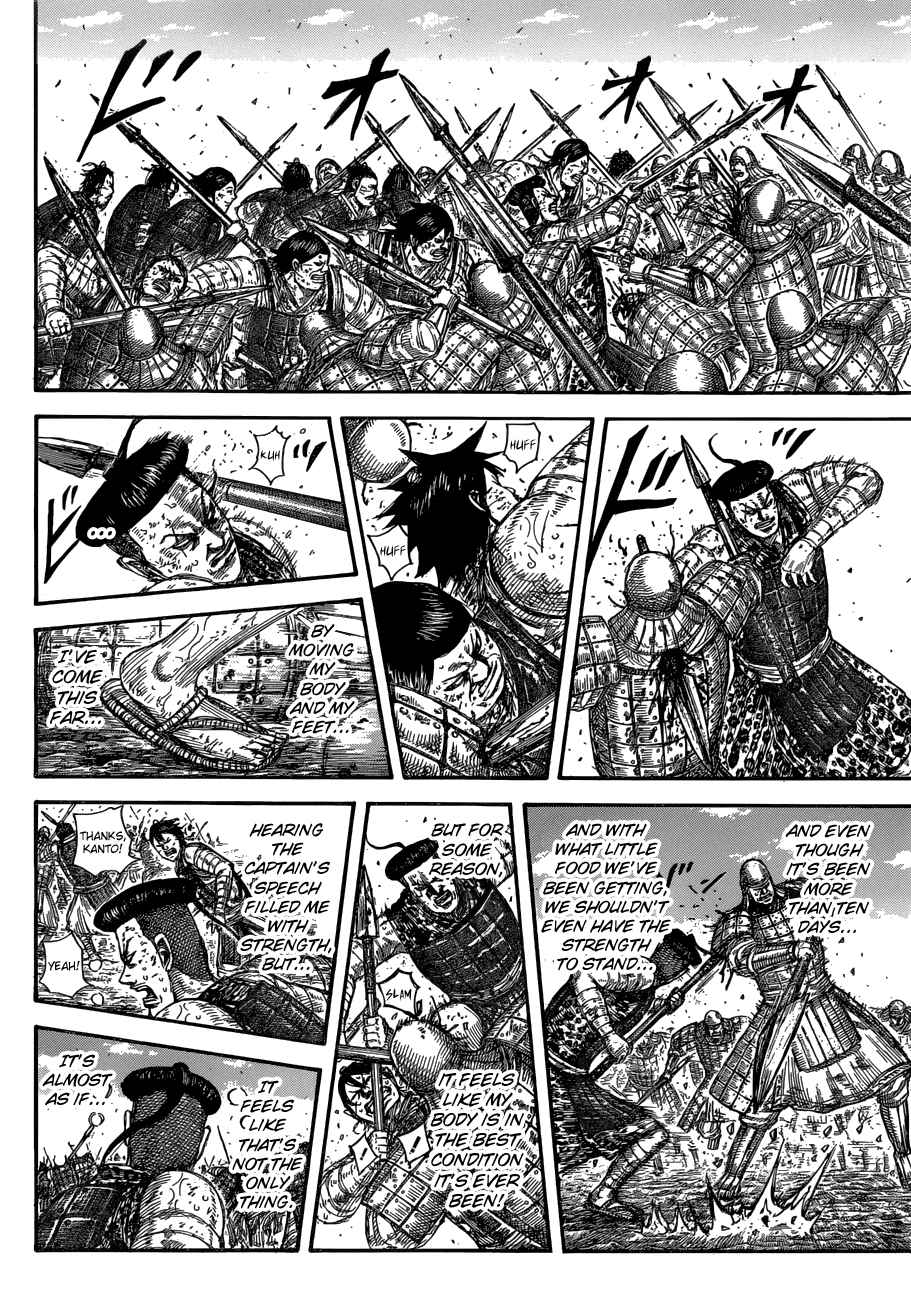 ド
オ
オ
オ
ド
ド
HUFF
HUFF
KUH
...
ド
BY
MOVING
MY
BODY
AND MY
FEET...
I'VE
COME
THIS
FAR...
AND EVEN
THOUGH
IT'S BEEN
MORE
THAN TEN
DAYS...
AND WITH
WHAT LITTLE
FOOD WE'VE
BEEN GETTING,
WE SHOULDN'T
EVEN HAVE THE
STRENGTH
TO STAND...
BUT FOR
SOME
REASON,
SLAM
IT FEELS
LIKE MY
BODY IS IN
THE BEST
CONDITION
IT'S EVER
BEEN!
HEARING
THE
CAPTAIN'S
SPEECH
FILLED ME
WITH
STRENGTH,
BUT...
THANKS,
KANTO!
YEAH!
IT
FEELS
LIKE
THAT'S
NOT THE
ONLY
THING.
IT'S
ALMOST
AS IF...